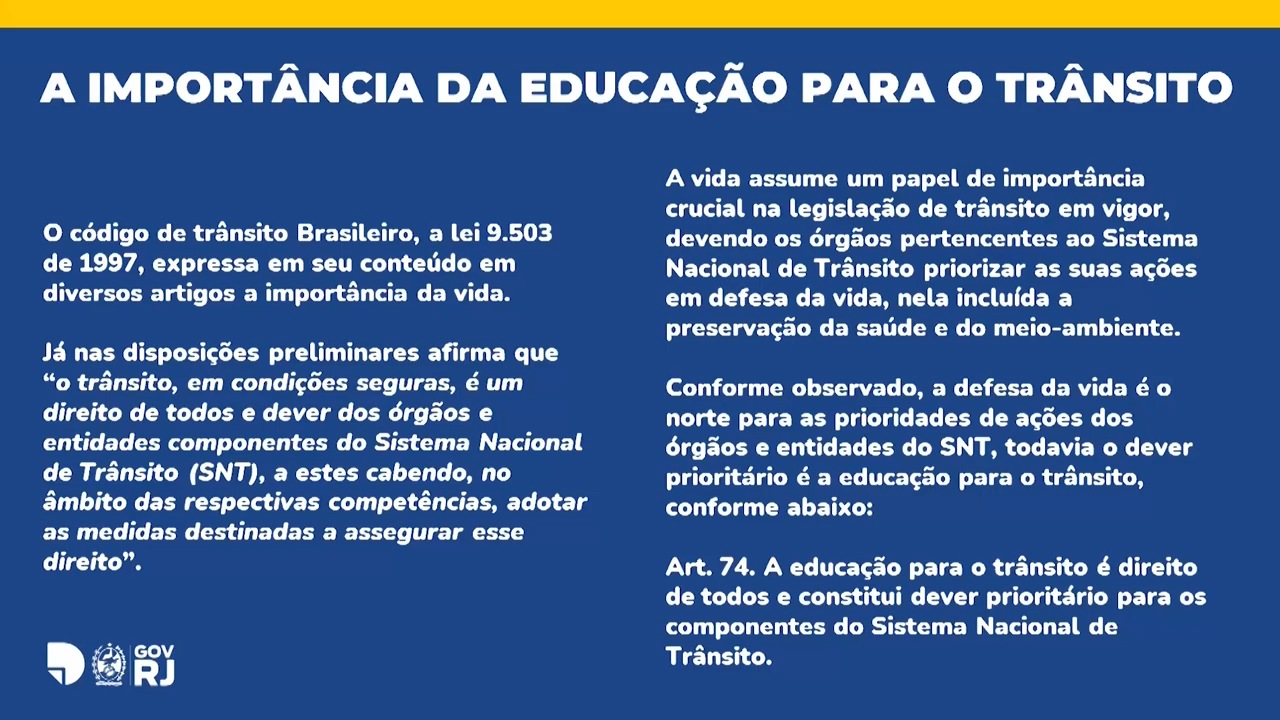 A IMPORTÂNCIA DA EDUCAÇÃO PARA O TRÂNSITO
O código de trânsito Brasileiro, a lei 9.503
de 1997, expressa em seu conteúdo em
diversos artigos a importância da vida.
Já nas disposições preliminares afirma que
“o trânsito, em condições seguras, é um
direito de todos e dever dos órgãos e
entidades componentes do Sistema Nacional
de Trânsito (SNT), a estes cabendo, no
âmbito das respectivas competências, adotar
as medidas destinadas a assegurar esse
direito”.
A vida assume um papel de importância
crucial na legislação de trânsito em vigor,
devendo os órgãos pertencentes ao Sistema
Nacional de Trânsito priorizar as suas ações
em defesa da vida, nela incluída a
preservação da saúde e do meio-ambiente.
Conforme observado, a defesa da vida é o
norte para as prioridades de ações dos
órgãos e entidades do SNT, todavia o dever
prioritário é a educação para o trânsito,
conforme abaixo:
Art. 74. A educação para o trânsito é direito
de todos e constitui dever prioritário para os
componentes do Sistema Nacional de
Trânsito.
GOV
RJ